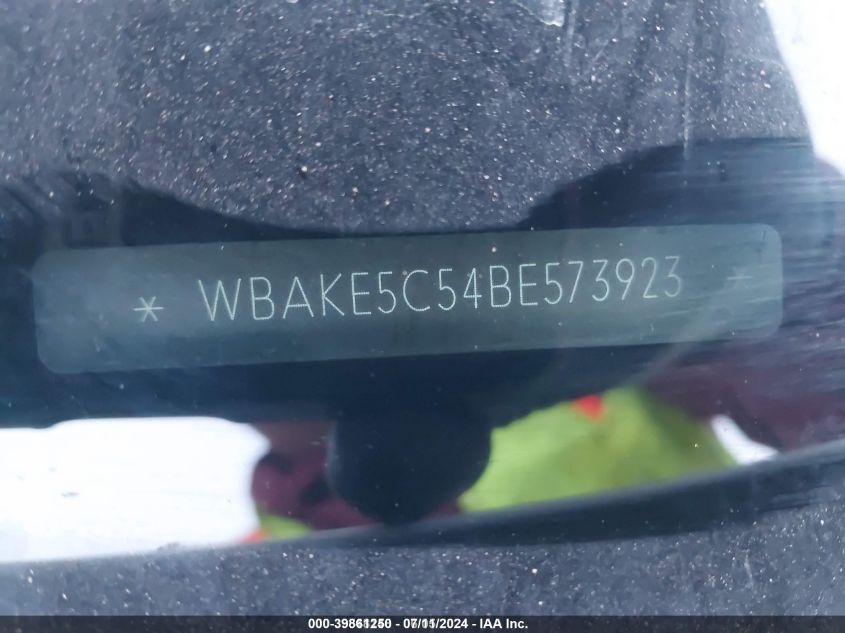 * WBAKE5C54BE573923 *
000-39861250 - 07/11/2024 - IAA Inc.